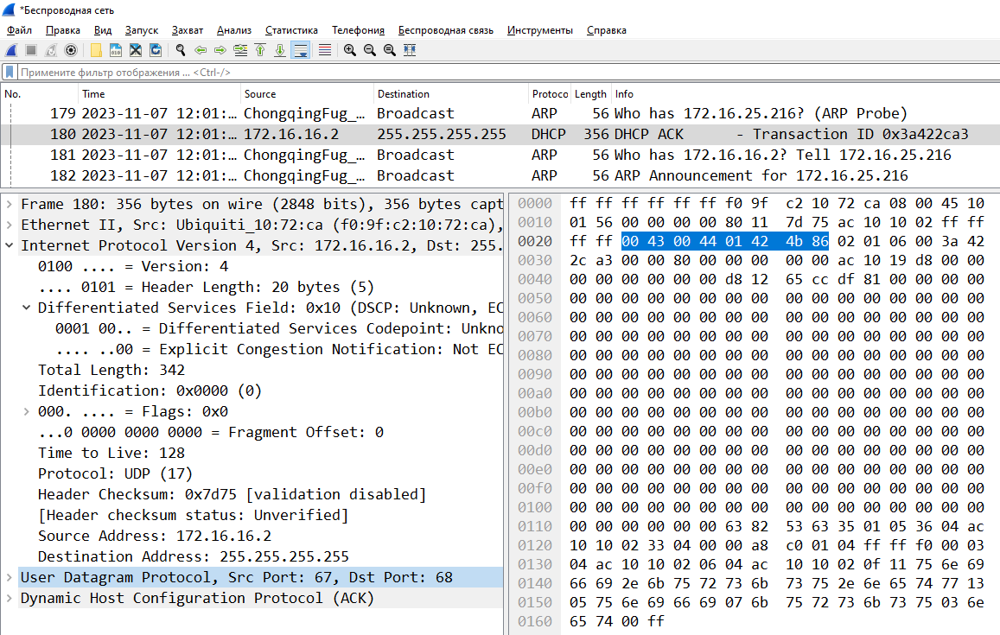 *Беспроводная сеть
Файл Правка Вид Запуск Захват Анализ Статистика Телефония Беспроводная связь Инструменты Справка
Примените фильтр отображения ... <Ctrl-/>
No. Time Source Destination Protoco Length Info
179 2023-11-07 12:01:… ChongqingFug_… Broadcast ARP 56 Who has 172.16.25.216? (ARP Probe)
180 2023-11-07 12:01:… 172.16.16.2 255.255.255.255 DHCP 356 DHCP ACK - Transaction ID 0x3a422ca3
181 2023-11-07 12:01:… ChongqingFug_… Broadcast ARP 56 Who has 172.16.16.2? Tell 172.16.25.216
182 2023-11-07 12:01:… ChongqingFug_… Broadcast ARP 56 ARP Announcement for 172.16.25.216
Frame 180: 356 bytes on wire (2848 bits), 356 bytes capt
Ethernet II, Src: Ubiquiti_10:72:ca (f0:9f:c2:10:72:ca),
Internet Protocol Version 4, Src: 172.16.16.2, Dst: 255.
0100 .... = Version: 4
.... 0101 = Header Length: 20 bytes (5)
Differentiated Services Field: 0x10 (DSCP: Unknown, EC
0001 00.. = Differentiated Services Codepoint: Unkno
.... ..00 = Explicit Congestion Notification: Not EC
Total Length: 342
Identification: 0x0000 (0)
000. .... = Flags: 0x0
...0 0000 0000 0000 = Fragment Offset: 0
Time to Live: 128
Protocol: UDP (17)
Header Checksum: 0x7d75 [validation disabled]
[Header checksum status: Unverified]
Source Address: 172.16.16.2
Destination Address: 255.255.255.255
User Datagram Protocol, Src Port: 67, Dst Port: 68
Dynamic Host Configuration Protocol (ACK)
0000 ff ff ff ff ff ff f0 9f c2 10 72 ca 08 00 45 10
0010 01 56 00 00 00 00 80 11 7d 75 ac 10 10 02 ff ff
0020 ff ff 00 43 00 44 01 42 4b 86 02 01 06 00 3a 42
0030 2c a3 00 00 80 00 00 00 00 00 ac 10 19 d8 00 00
0040 00 00 00 00 00 00 d8 12 65 cc df 81 00 00 00 00
0050 00 00 00 00 00 00 00 00 00 00 00 00 00 00 00 00
0060 00 00 00 00 00 00 00 00 00 00 00 00 00 00 00 00
0070 00 00 00 00 00 00 00 00 00 00 00 00 00 00 00 00
0080 00 00 00 00 00 00 00 00 00 00 00 00 00 00 00 00
0090 00 00 00 00 00 00 00 00 00 00 00 00 00 00 00 00
00a0 00 00 00 00 00 00 00 00 00 00 00 00 00 00 00 00
00b0 00 00 00 00 00 00 00 00 00 00 00 00 00 00 00 00
00c0 00 00 00 00 00 00 00 00 00 00 00 00 00 00 00 00
00d0 00 00 00 00 00 00 00 00 00 00 00 00 00 00 00 00
00e0 00 00 00 00 00 00 00 00 00 00 00 00 00 00 00 00
00f0 00 00 00 00 00 00 00 00 00 00 00 00 00 00 00 00
0100 00 00 00 00 00 00 00 00 00 00 00 00 00 00 00 00
0110 00 00 00 00 00 00 63 82 53 63 35 01 05 36 04 ac
0120 10 10 02 33 04 00 00 a8 c0 01 04 ff ff f0 00 03
0130 04 ac 10 10 02 06 04 ac 10 10 02 0f 11 75 6e 69
0140 66 69 2e 6b 75 72 73 6b 73 75 2e 6e 65 74 77 13
0150 05 75 6e 69 66 69 07 6b 75 72 73 6b 73 75 03 6e
0160 65 74 00 ff